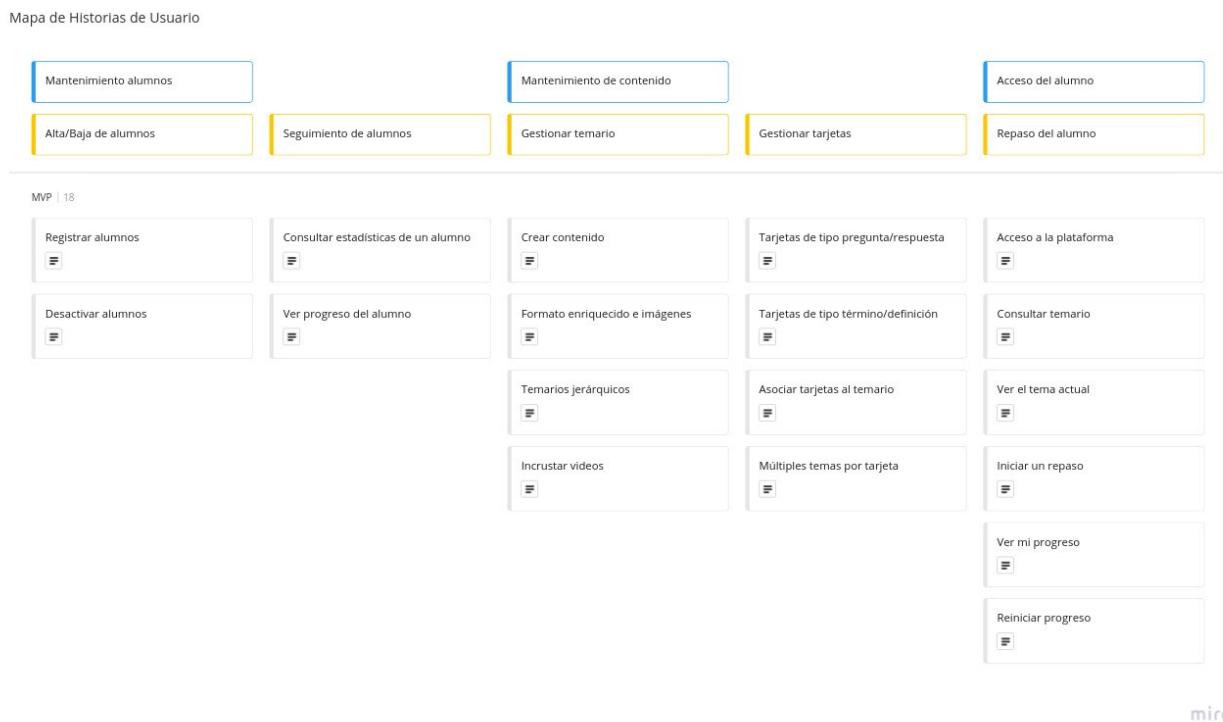 Mapa de Historias de Usuario
Mantenimiento alumnos
Mantenimiento de contenido
Acceso del alumno
Alta/Baja de alumnos
Seguimiento de alumnos
Gestionar temario
Gestionar tarjetas
Repaso del alumno
MVP | 18
Registrar alumnos
Consultar estadísticas de un alumno
Crear contenido
Tarjetas de tipo pregunta/respuesta
Acceso a la plataforma
Desactivar alumnos
Ver progreso del alumno
Formato enriquecido e imágenes
Tarjetas de tipo término/definición
Consultar temario
Temarios jerárquicos
Asociar tarjetas al temario
Ver el tema actual
Incrustar videos
Múltiples temas por tarjeta
Iniciar un repaso
Ver mi progreso
Reiniciar progreso